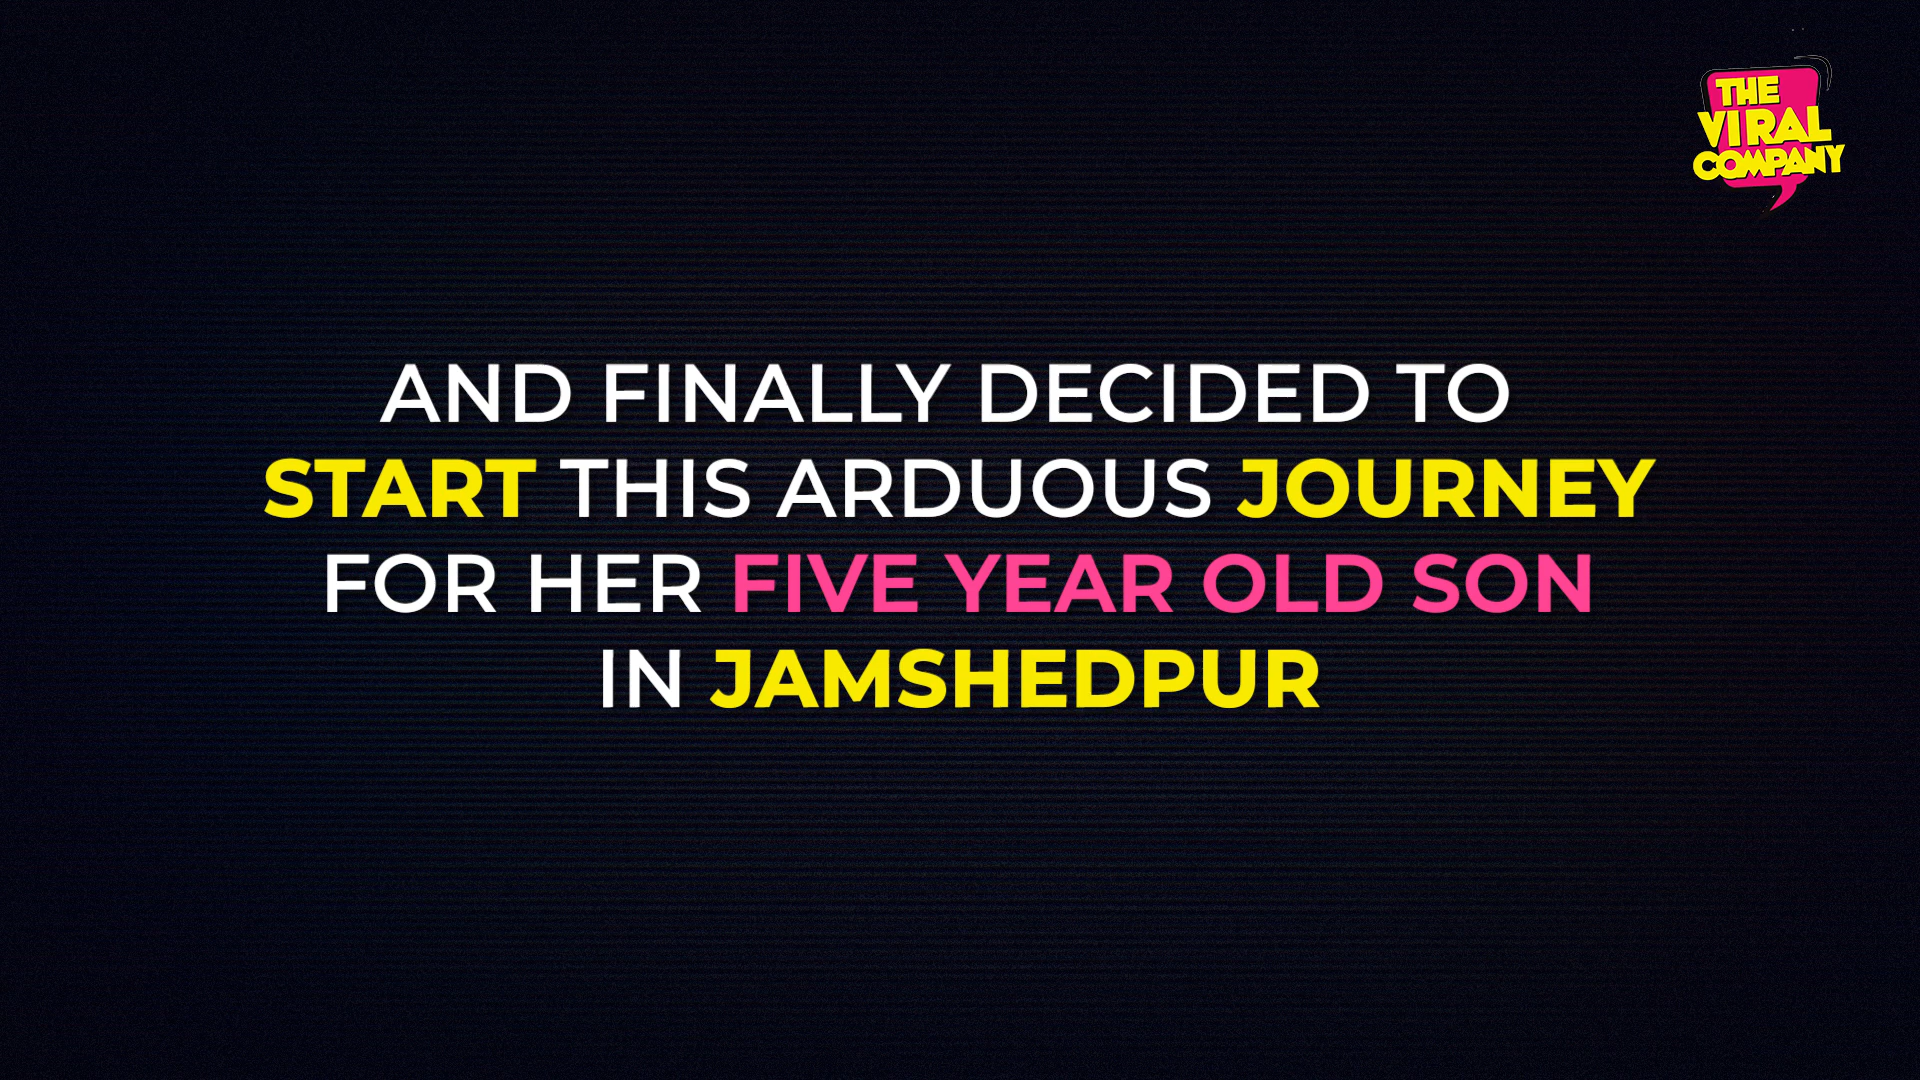 THE
VIRAL
COMPANY
AND FINALLY DECIDED TO
START THIS ARDUOUS JOURNEY
FOR HER FIVE YEAR OLD SON
IN JAMSHEDPUR